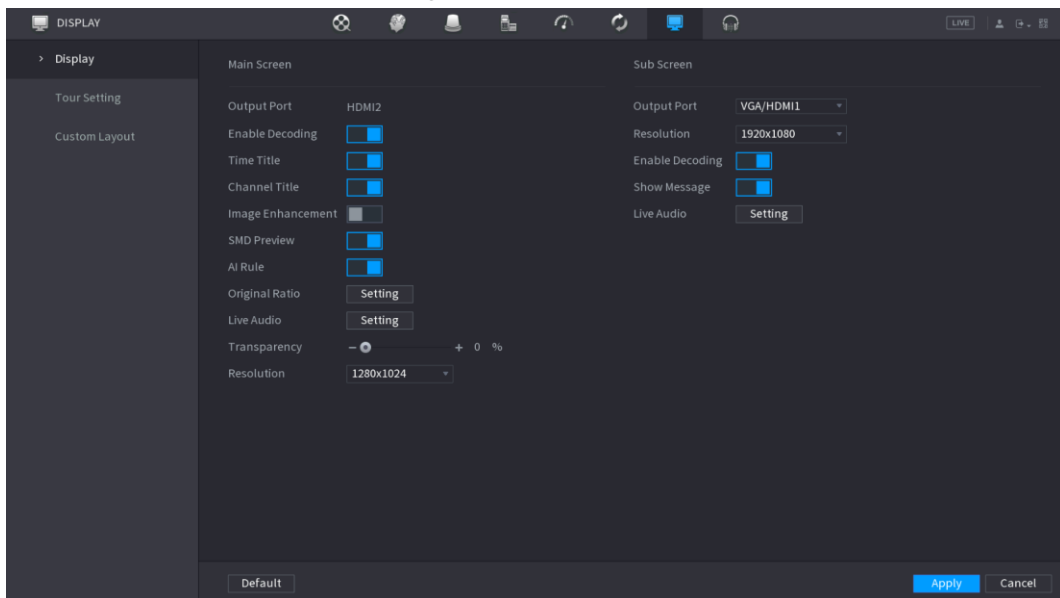 DISPLAY
LIVE
> Display
Tour Setting
Custom Layout
Main Screen
Output Port HDMI2
Enable Decoding
Time Title
Channel Title
Image Enhancement
SMD Preview
AI Rule
Original Ratio Setting
Live Audio Setting
Transparency - + 0 %
Resolution 1280x1024
Sub Screen
Output Port VGA/HDMI1
Resolution 1920x1080
Enable Decoding
Show Message
Live Audio Setting
Default
Apply
Cancel